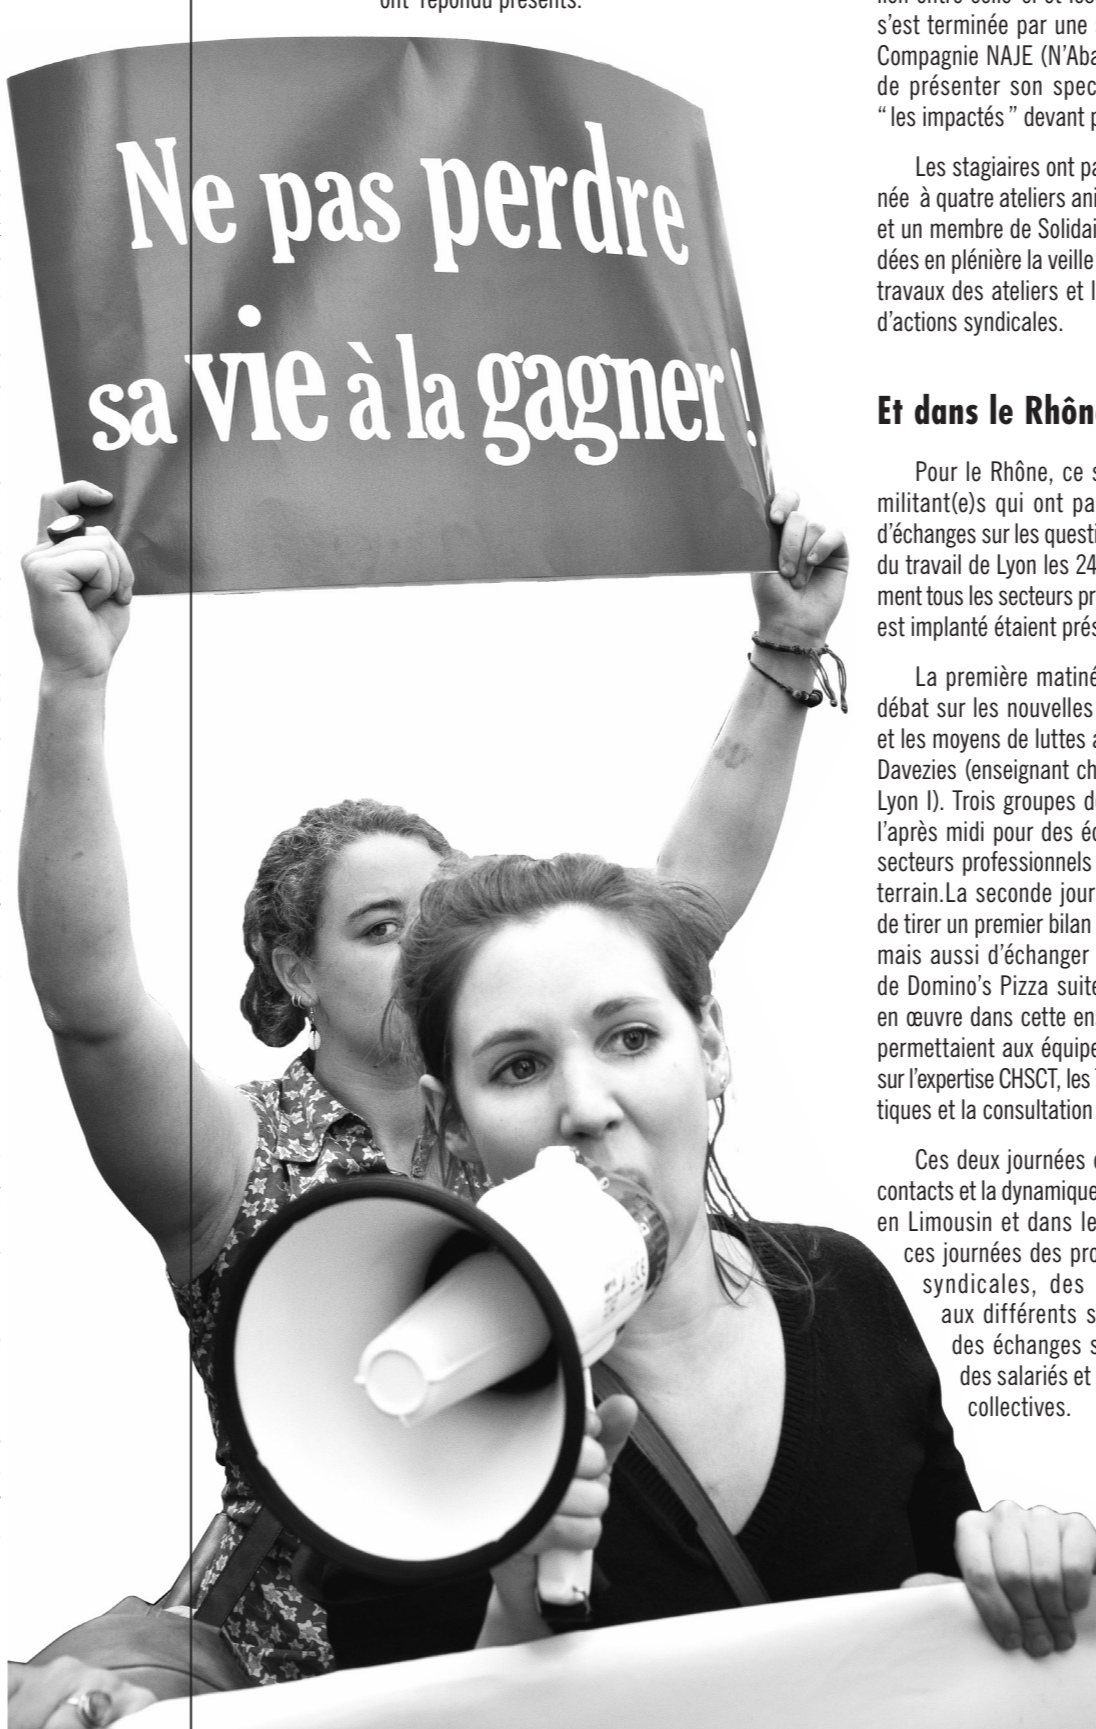 ont répondu présents.
Ne pas perdre
sa vie à la gagner !
s’est terminée par une
Compagnie NAJE (N’Aba
de présenter son spec
“ les impactés ” devant p
Les stagiaires ont pa
née à quatre ateliers ani
et un membre de Solidai
dées en plénière la veille
travaux des ateliers et l
d’actions syndicales.
Et dans le Rhône
Pour le Rhône, ce s
militant(e)s qui ont pa
d’échanges sur les questi
du travail de Lyon les 24
ment tous les secteurs pr
est implanté étaient prés
La première matiné
débat sur les nouvelles
et les moyens de luttes a
Davezies (enseignant ch
Lyon I). Trois groupes d
l’après midi pour des éc
secteurs professionnels
terrain.La seconde jour
de tirer un premier bilan
mais aussi d’échanger
de Domino’s Pizza suite
en œuvre dans cette ens
permettaient aux équipe
sur l’expertise CHSCT, les
tiques et la consultation
Ces deux journées
contacts et la dynamique
en Limousin et dans le
ces journées des pro
syndicales, des
aux différents s
des échanges s
des salariés et
collectives.